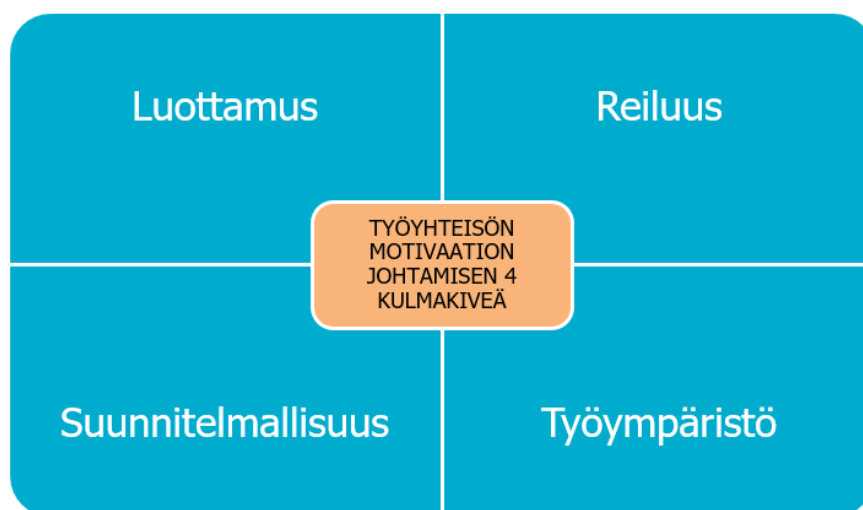 Luottamus
Reiluus
TYÖYHTEISÖN
MOTIVAATION
JOHTAMISEN 4
KULMAKIVEÄ
Suunnitelmallisuus
Työympäristö